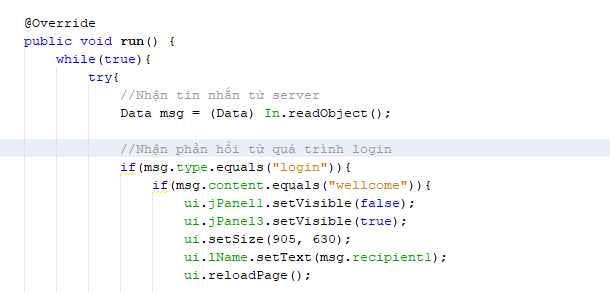 @Override
public void run() {
while(true){
try{
//Nhận tin nhắn từ server
Data msg = (Data) In.readObject();
//Nhận phản hồi từ quá trình login
if(msg.type.equals("login")){
if(msg.content.equals("wellcome")){
ui.jPanel1.setVisible(false);
ui.jPanel3.setVisible(true);
ui.setSize(905, 630);
ui.lName.setText(msg.recipient1);
ui.reloadPage();